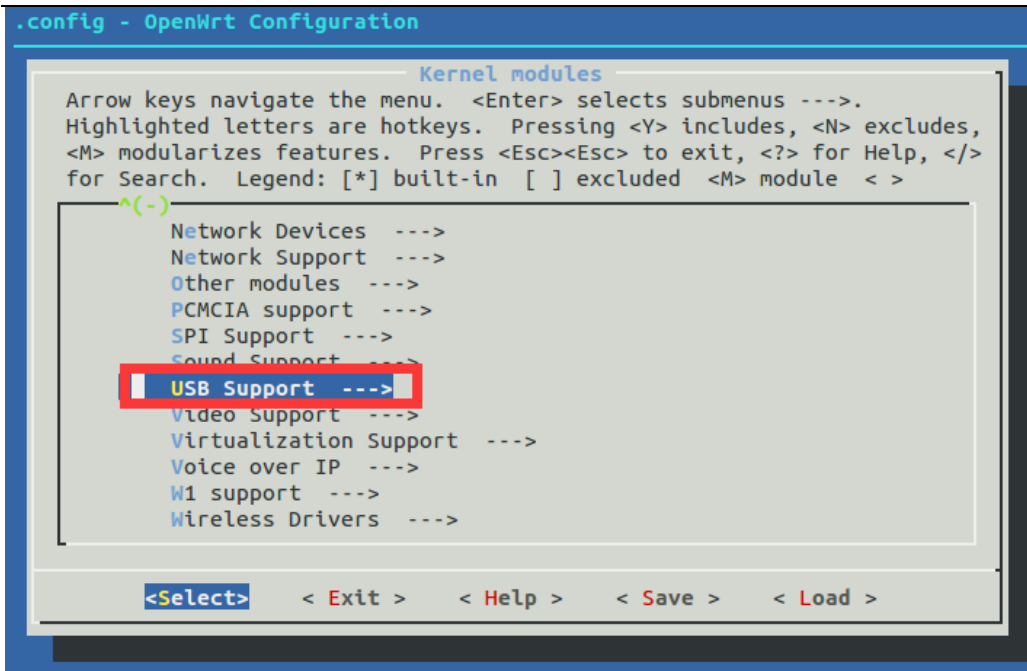 .config - OpenWrt Configuration
Kernel modules
Arrow keys navigate the menu.  <Enter> selects submenus --->.
Highlighted letters are hotkeys.  Pressing <Y> includes, <N> excludes,
<M> modularizes features.  Press <Esc><Esc> to exit, <?> for Help, </>
for Search.  Legend: [*] built-in  [ ] excluded  <M> module  < >
^(-)
Network Devices  --->
Network Support  --->
Other modules  --->
PCMCIA support  --->
SPI Support  --->
Sound Support  --->
USB Support  --->
Video Support  --->
Virtualization Support  --->
Voice over IP  --->
W1 support  --->
Wireless Drivers  --->
<Select>    < Exit >    < Help >    < Save >    < Load >